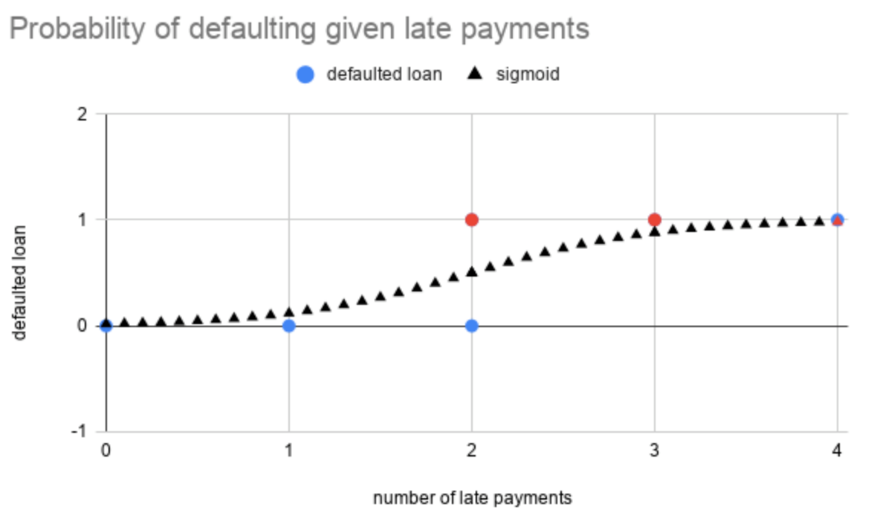 Probability of defaulting given late payments
defaulted loan sigmoid
2
1
0
-1
defaulted loan
0 1 2 3 4
number of late payments